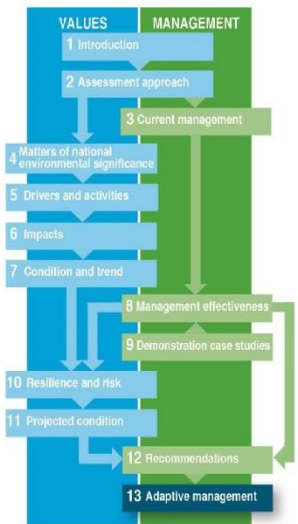 VALUES MANAGEMENT
1 Introduction
2 Assessment approach
3 Current management
4 Matters of national
environmental significance
5 Drivers and activities
6 Impacts
7 Condition and trend
8 Management effectiveness
9 Demonstration case studies
10 Resilience and risk
11 Projected condition
12 Recommendations
13 Adaptive management